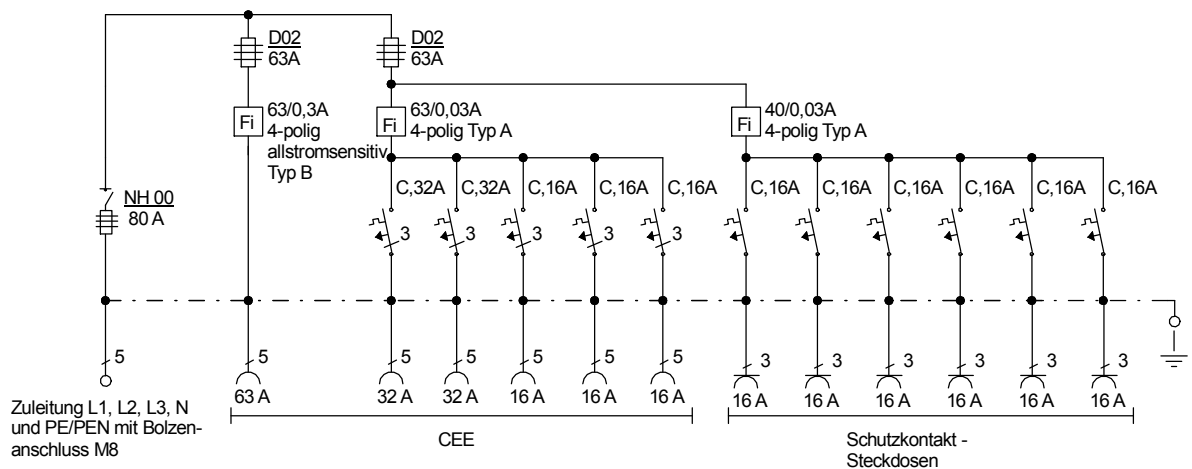 D02
63A
D02
63A
Fi
63/0,3A
4-polig
allstromsensitiv
Typ B
Fi
63/0,03A
4-polig Typ A
Fi
40/0,03A
4-polig Typ A
NH 00
80 A
C,32A
C,32A
C,16A
C,16A
C,16A
C,16A
C,16A
C,16A
C,16A
C,16A
C,16A
3
3
3
3
3
5
5
5
5
5
5
5
3
3
3
3
3
3
63 A
32 A
32 A
16 A
16 A
16 A
16 A
16 A
16 A
16 A
16 A
16 A
Zuleitung L1, L2, L3, N
und PE/PEN mit Bolzen-
anschluss M8
CEE
Schutzkontakt -
Steckdosen